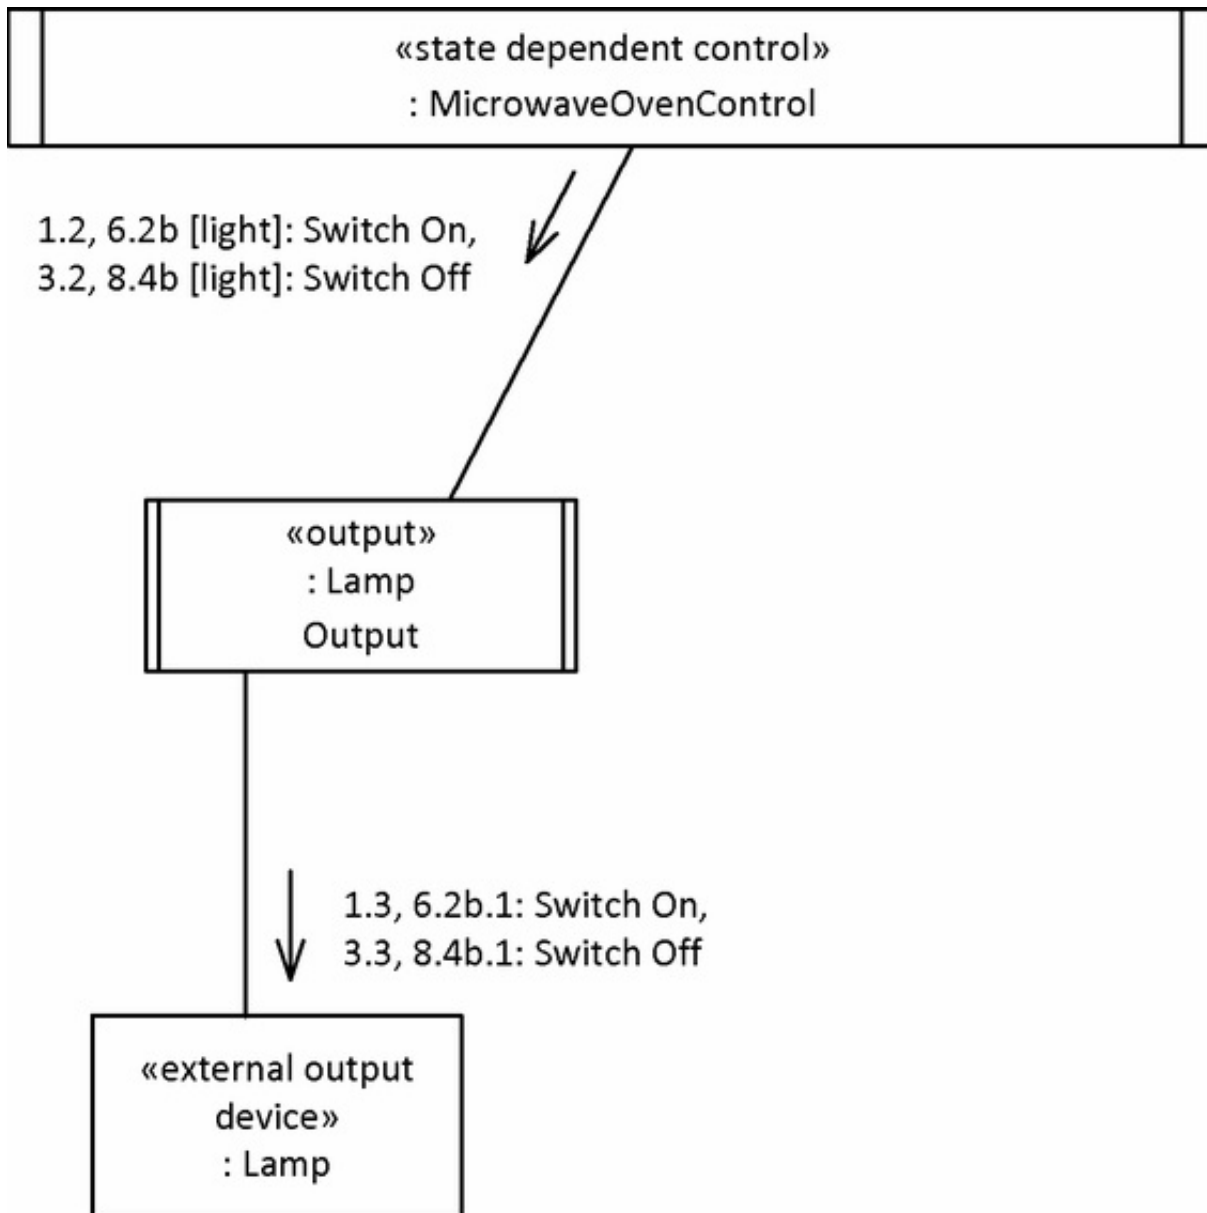 «state dependent control»
: MicrowaveOvenControl
1.2, 6.2b [light]: Switch On,
3.2, 8.4b [light]: Switch Off
«output»
: Lamp
Output
1.3, 6.2b.1: Switch On,
3.3, 8.4b.1: Switch Off
«external output
device»
: Lamp